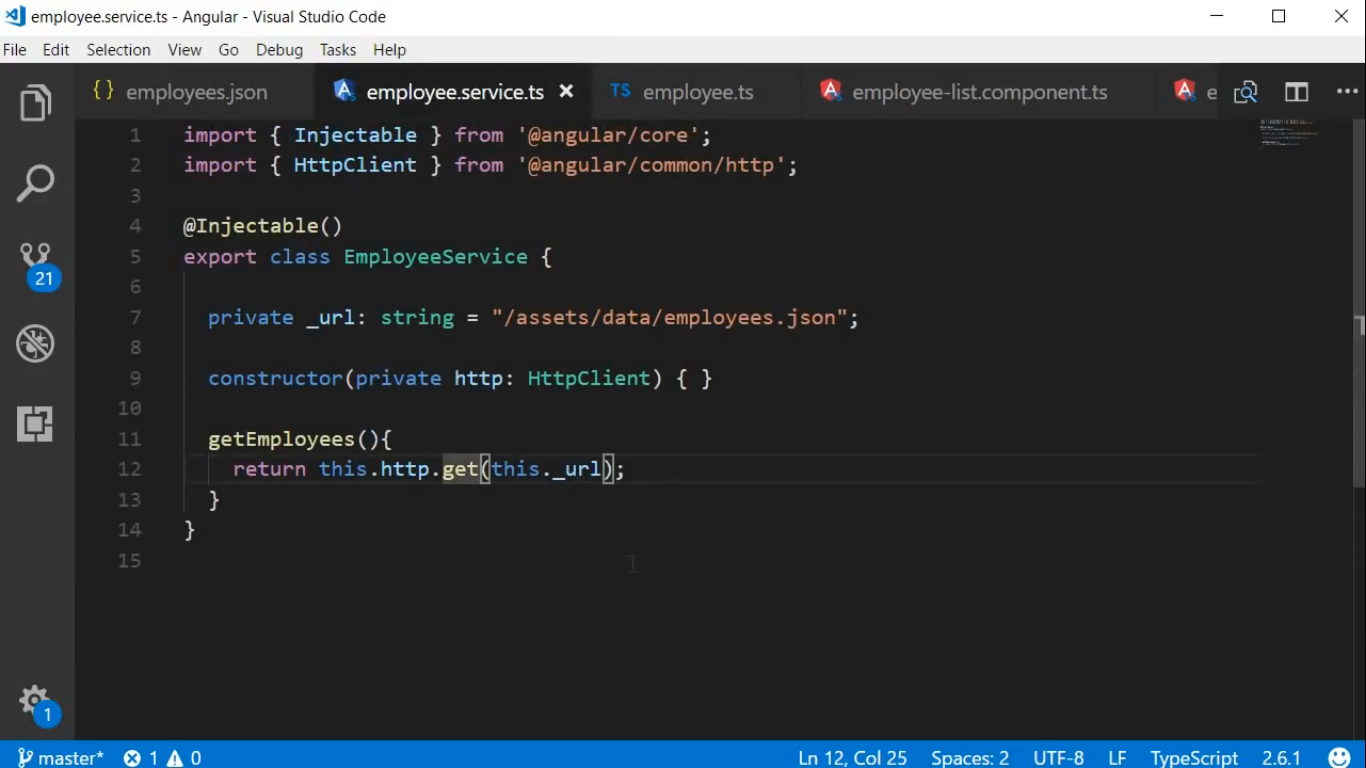 employee.service.ts - Angular - Visual Studio Code
File Edit Selection View Go Debug Tasks Help
{} employees.json employee.service.ts × TS employee.ts employee-list.component.ts e ···
1 import { Injectable } from '@angular/core';
2 import { HttpClient } from '@angular/common/http';
3
4 @Injectable()
5 export class EmployeeService {
6
7 private _url: string = "/assets/data/employees.json";
8
9 constructor(private http: HttpClient) { }
10
11 getEmployees(){
12 return this.http.get(this._url);
13 }
14 }
15
21
1
master* 1 0 Ln 12, Col 25 Spaces: 2 UTF-8 LF TypeScript 2.6.1